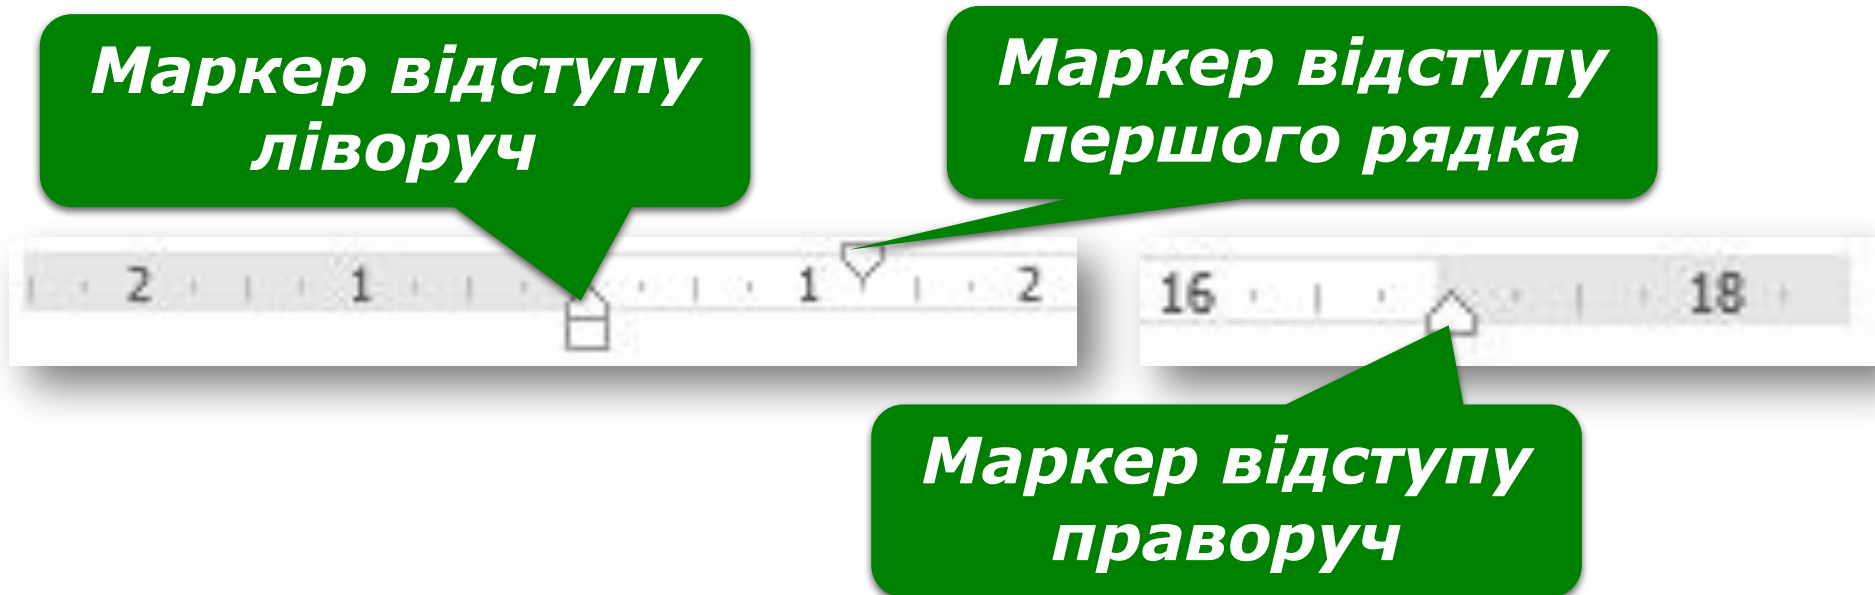 Маркер відступу
ліворуч
Маркер відступу
першого рядка
2 1 1 2
16 18
Маркер відступу
праворуч